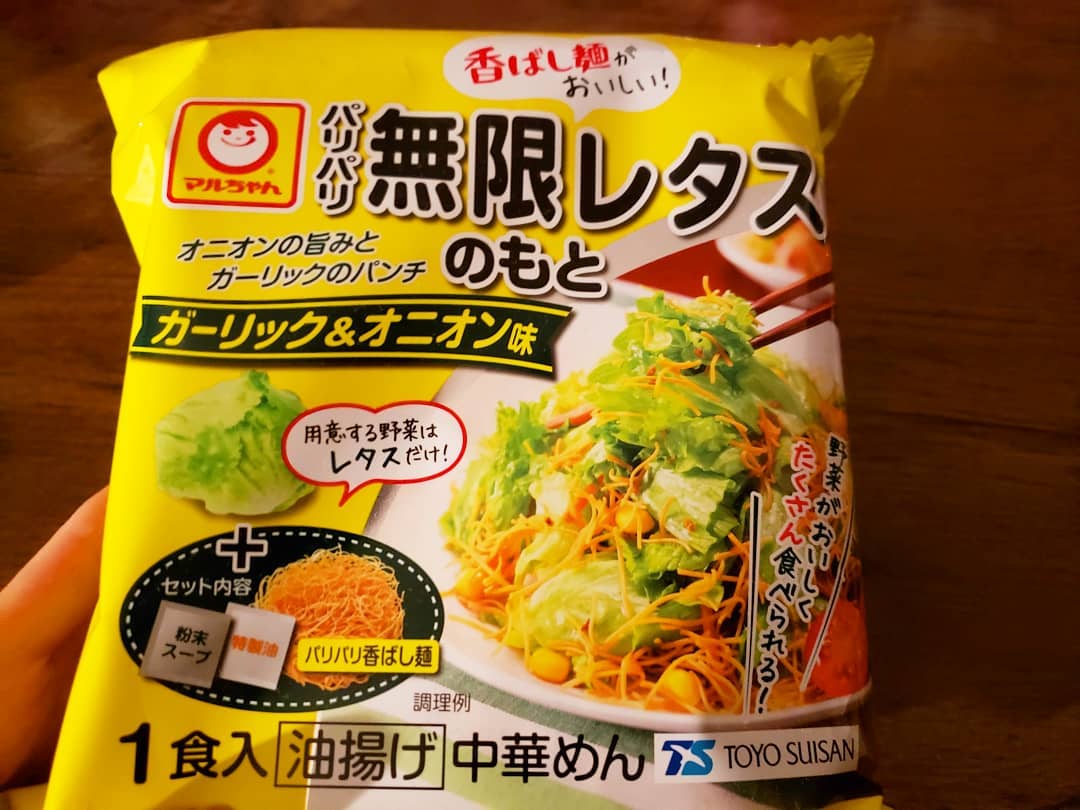 香ばし麺が
おいしい!
マルちゃん®
パリパリ
無限レタス
のもと
オニオンの旨みと
ガーリックのパンチ
ガーリック&オニオン味
用意する野菜は
レタスだけ!
+
セット内容
粉末
スープ
特製油
パリパリ香ばし麺
野菜がおいしく
たくさん食べられる!
調理例
1食入 油揚げ 中華めん
TS TOYO SUISAN